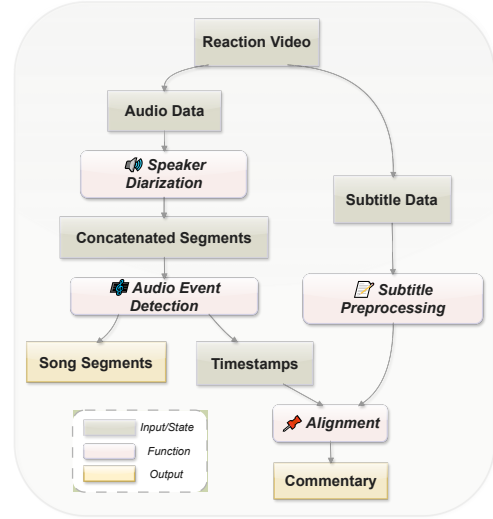 Reaction Video
Audio Data
Speaker
Diarization
Subtitle Data
Concatenated Segments
Audio Event
Detection
Subtitle
Preprocessing
Song Segments
Timestamps
Alignment
Commentary
Input/State
Function
Output